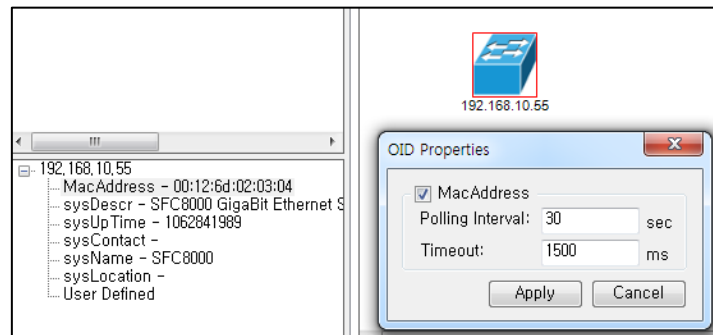 192,168,10,55
MacAddress - 00:12:6d:02:03:04
sysDescr - SFC8000 GigaBit Ethernet S
sysUpTime - 1062841989
sysContact -
sysName - SFC8000
sysLocation -
User Defined
192.168.10.55
OID Properties
MacAddress
Polling Interval: 30 sec
Timeout: 1500 ms
Apply Cancel